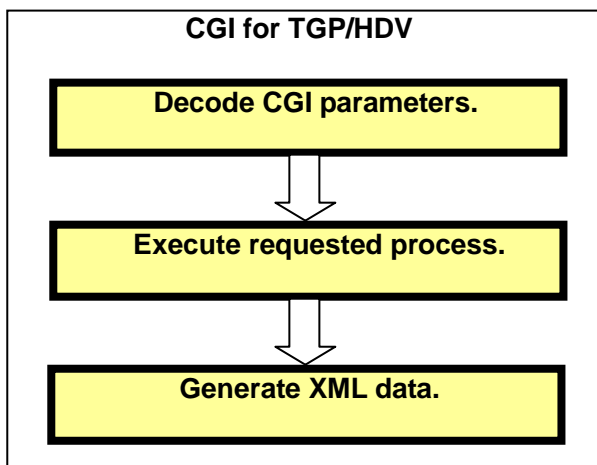 CGI for TGP/HDV
Decode CGI parameters.
Execute requested process.
Generate XML data.